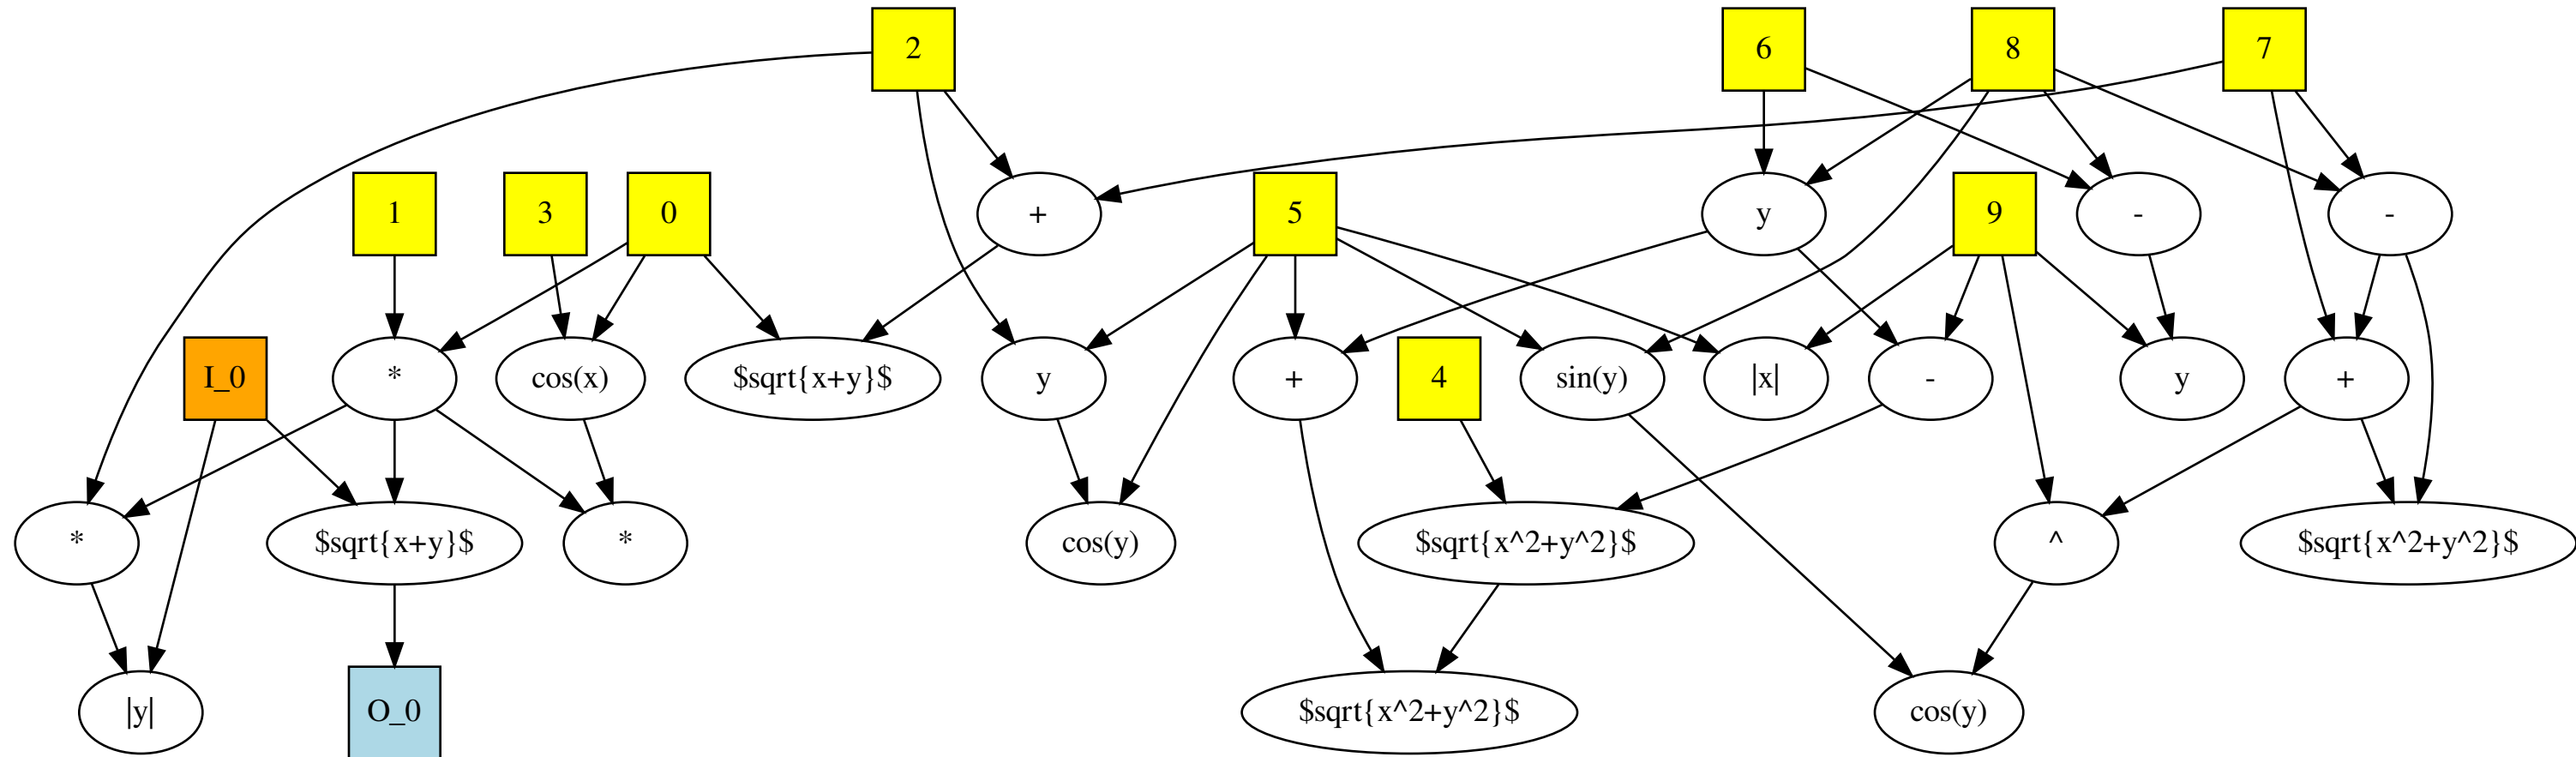 2
6
8
7
1
3
0
+
5
y
9
-
-
I_0
*
cos(x)
$sqrt{x+y}$
y
+
4
sin(y)
|x|
-
y
+
*
$sqrt{x+y}$
*
cos(y)
$sqrt{x^2+y^2}$
^
$sqrt{x^2+y^2}$
|y|
O_0
$sqrt{x^2+y^2}$
cos(y)